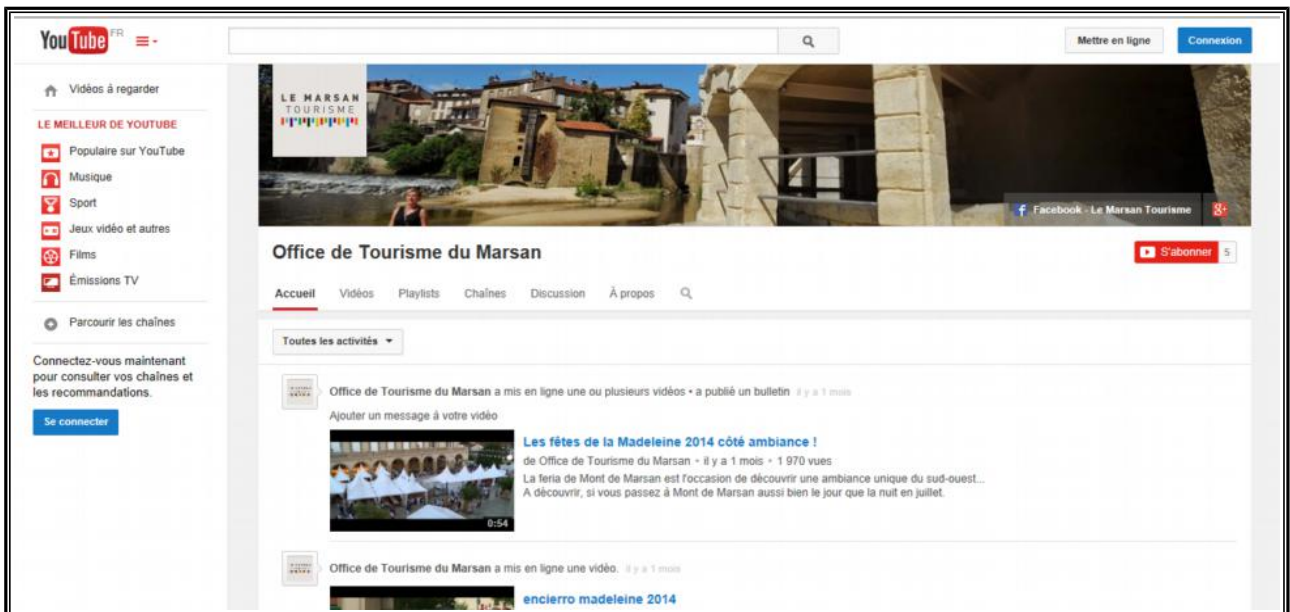 YouTube FR
Mettre en ligne
Connexion
Vidéos à regarder
LE MEILLEUR DE YOUTUBE
Populaire sur YouTube
Musique
Sport
Jeux vidéo et autres
Films
Émissions TV
Parcourir les chaînes
Connectez-vous maintenant
pour consulter vos chaînes et
les recommandations.
Se connecter
LE MARSAN
TOURISME
Facebook - Le Marsan Tourisme
g+
Office de Tourisme du Marsan
S'abonner 5
Accueil Vidéos Playlists Chaînes Discussion À propos
Toutes les activités
Office de Tourisme du Marsan a mis en ligne une ou plusieurs vidéos • a publié un bulletin il y a 1 mois
Ajouter un message à votre vidéo
0:54
Les fêtes de la Madeleine 2014 côté ambiance !
de Office de Tourisme du Marsan • il y a 1 mois • 1 970 vues
La feria de Mont de Marsan est l'occasion de découvrir une ambiance unique du sud-ouest...
A découvrir, si vous passez à Mont de Marsan aussi bien le jour que la nuit en juillet.
Office de Tourisme du Marsan a mis en ligne une vidéo. il y a 1 mois
encierro madeleine 2014